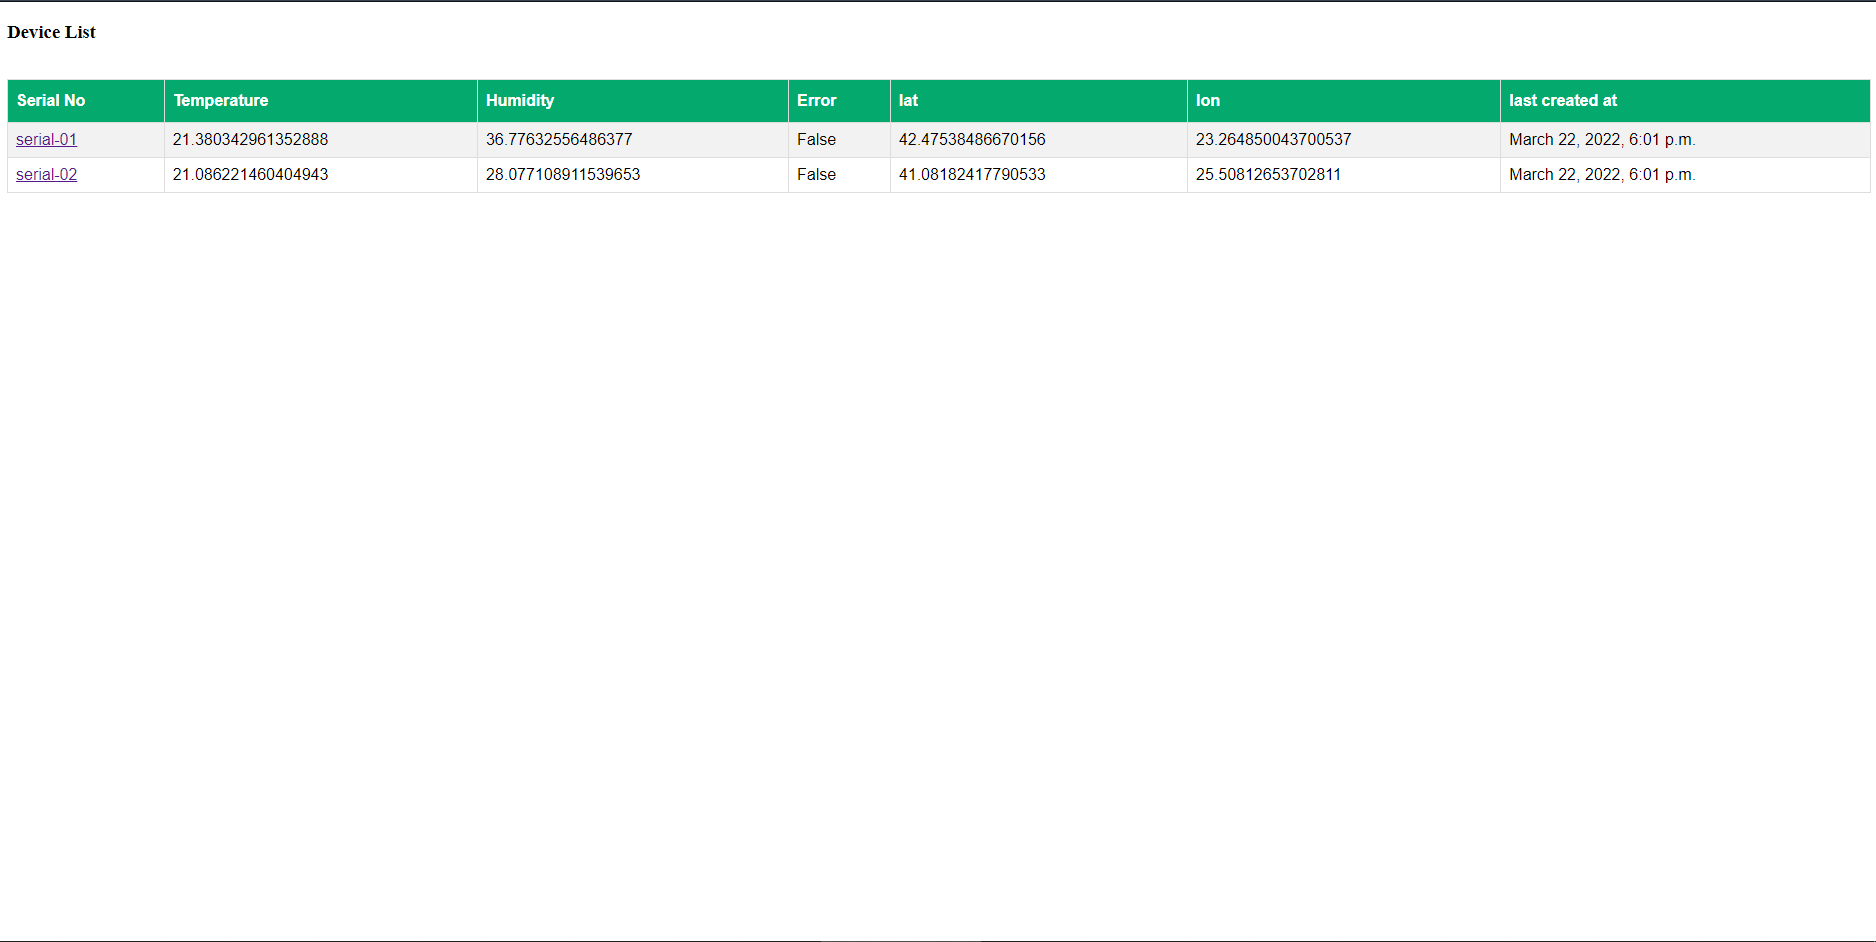 Device List
Serial No Temperature Humidity Error lat lon last created at
serial-01 21.380342961352888 36.77632556486377 False 42.47538486670156 23.264850043700537 March 22, 2022, 6:01 p.m.
serial-02 21.086221460404943 28.077108911539653 False 41.08182417790533 25.50812653702811 March 22, 2022, 6:01 p.m.